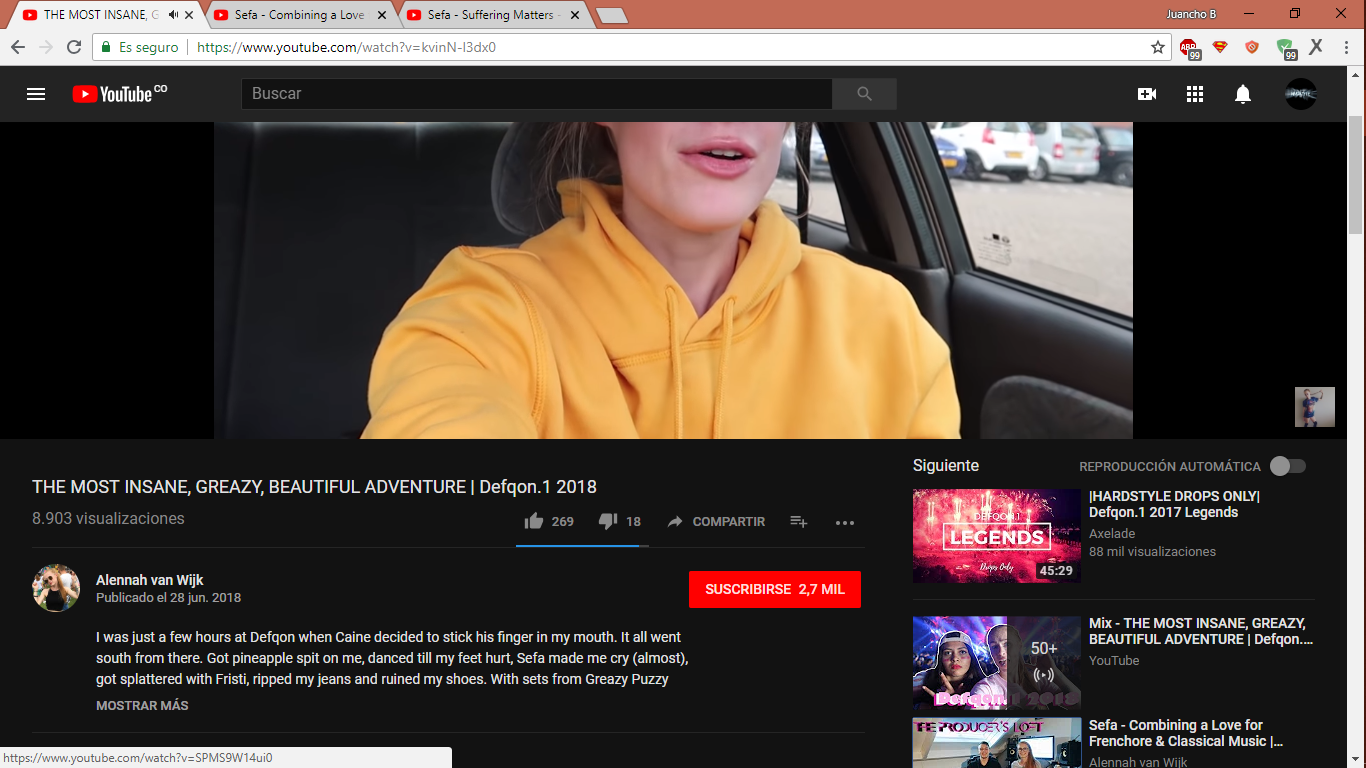 THE MOST INSANE, G
Sefa - Combining a Love
Sefa - Suffering Matters -
Juancho B
Es seguro
https://www.youtube.com/watch?v=kvinN-I3dx0
ABP
99
99
YouTube CO
Buscar
THE MOST INSANE, GREAZY, BEAUTIFUL ADVENTURE | Defqon.1 2018
8.903 visualizaciones
269
18
COMPARTIR
Alennah van Wijk
Publicado el 28 jun. 2018
SUSCRIBIRSE 2,7 MIL
I was just a few hours at Defqon when Caine decided to stick his finger in my mouth. It all went
south from there. Got pineapple spit on me, danced till my feet hurt, Sefa made me cry (almost),
got splattered with Fristi, ripped my jeans and ruined my shoes. With sets from Greazy Puzzy
MOSTRAR MÁS
Siguiente
REPRODUCCIÓN AUTOMÁTICA
DEFQON.1
LEGENDS
Drops Only
45:29
|HARDSTYLE DROPS ONLY|
Defqon.1 2017 Legends
Axelade
88 mil visualizaciones
50+
Defqon.1 2018
Mix - THE MOST INSANE, GREAZY,
BEAUTIFUL ADVENTURE | Defqon....
YouTube
THE PRODUCER'S LOFT
Sefa - Combining a Love for
Frenchore & Classical Music |...
Alennah van Wijk
https://www.youtube.com/watch?v=SPMS9W14ui0